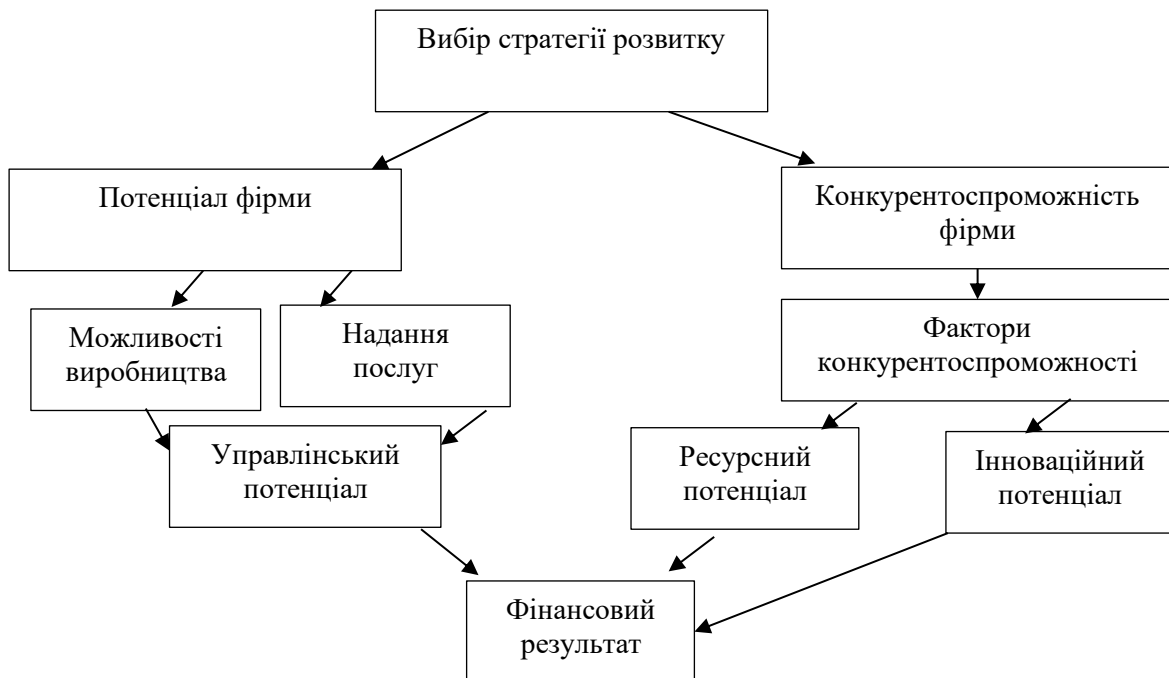 Вибір стратегії розвитку
Потенціал фірми
Конкурентоспроможність
фірми
Можливості
виробництва
Надання
послуг
Фактори
конкурентоспроможності
Управлінський
потенціал
Ресурсний
потенціал
Інноваційний
потенціал
Фінансовий
результат